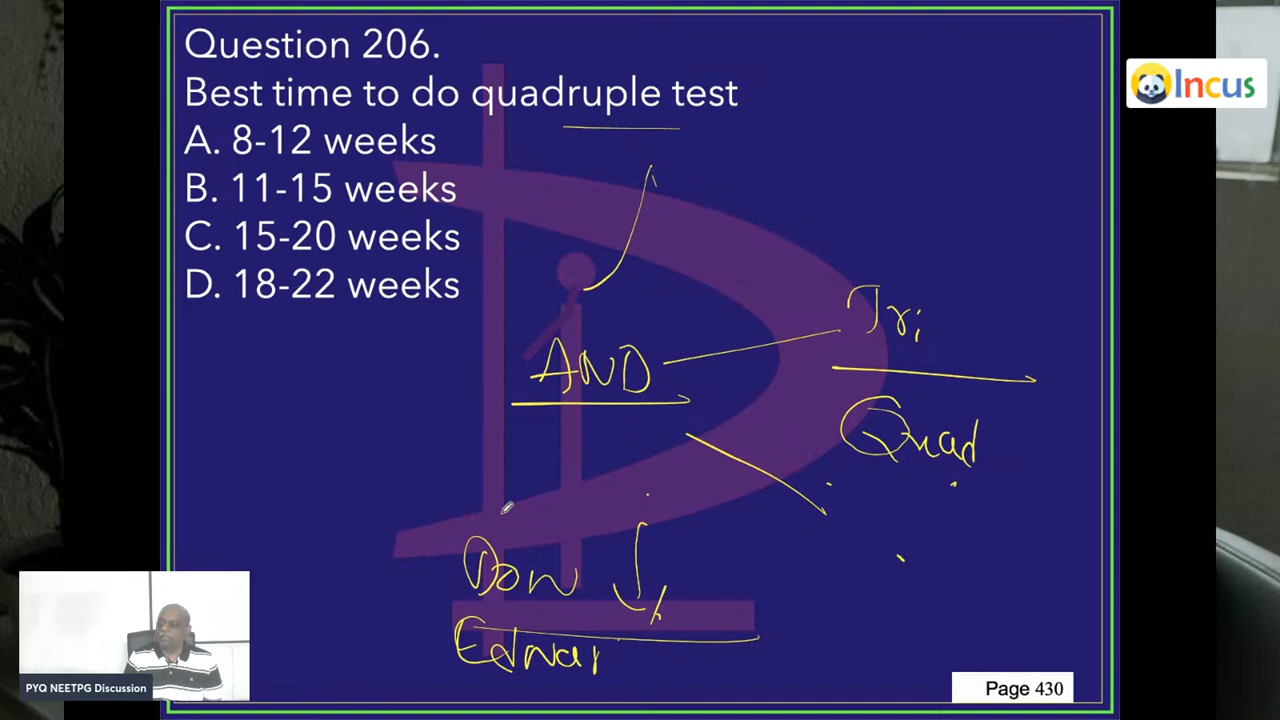 Question 206.
Best time to do quadruple test
A. 8-12 weeks
B. 11-15 weeks
C. 15-20 weeks
D. 18-22 weeks
Incus
AND
Tri
Quad
Down
Edwar
PYQ NEETPG Discussion
Page 430